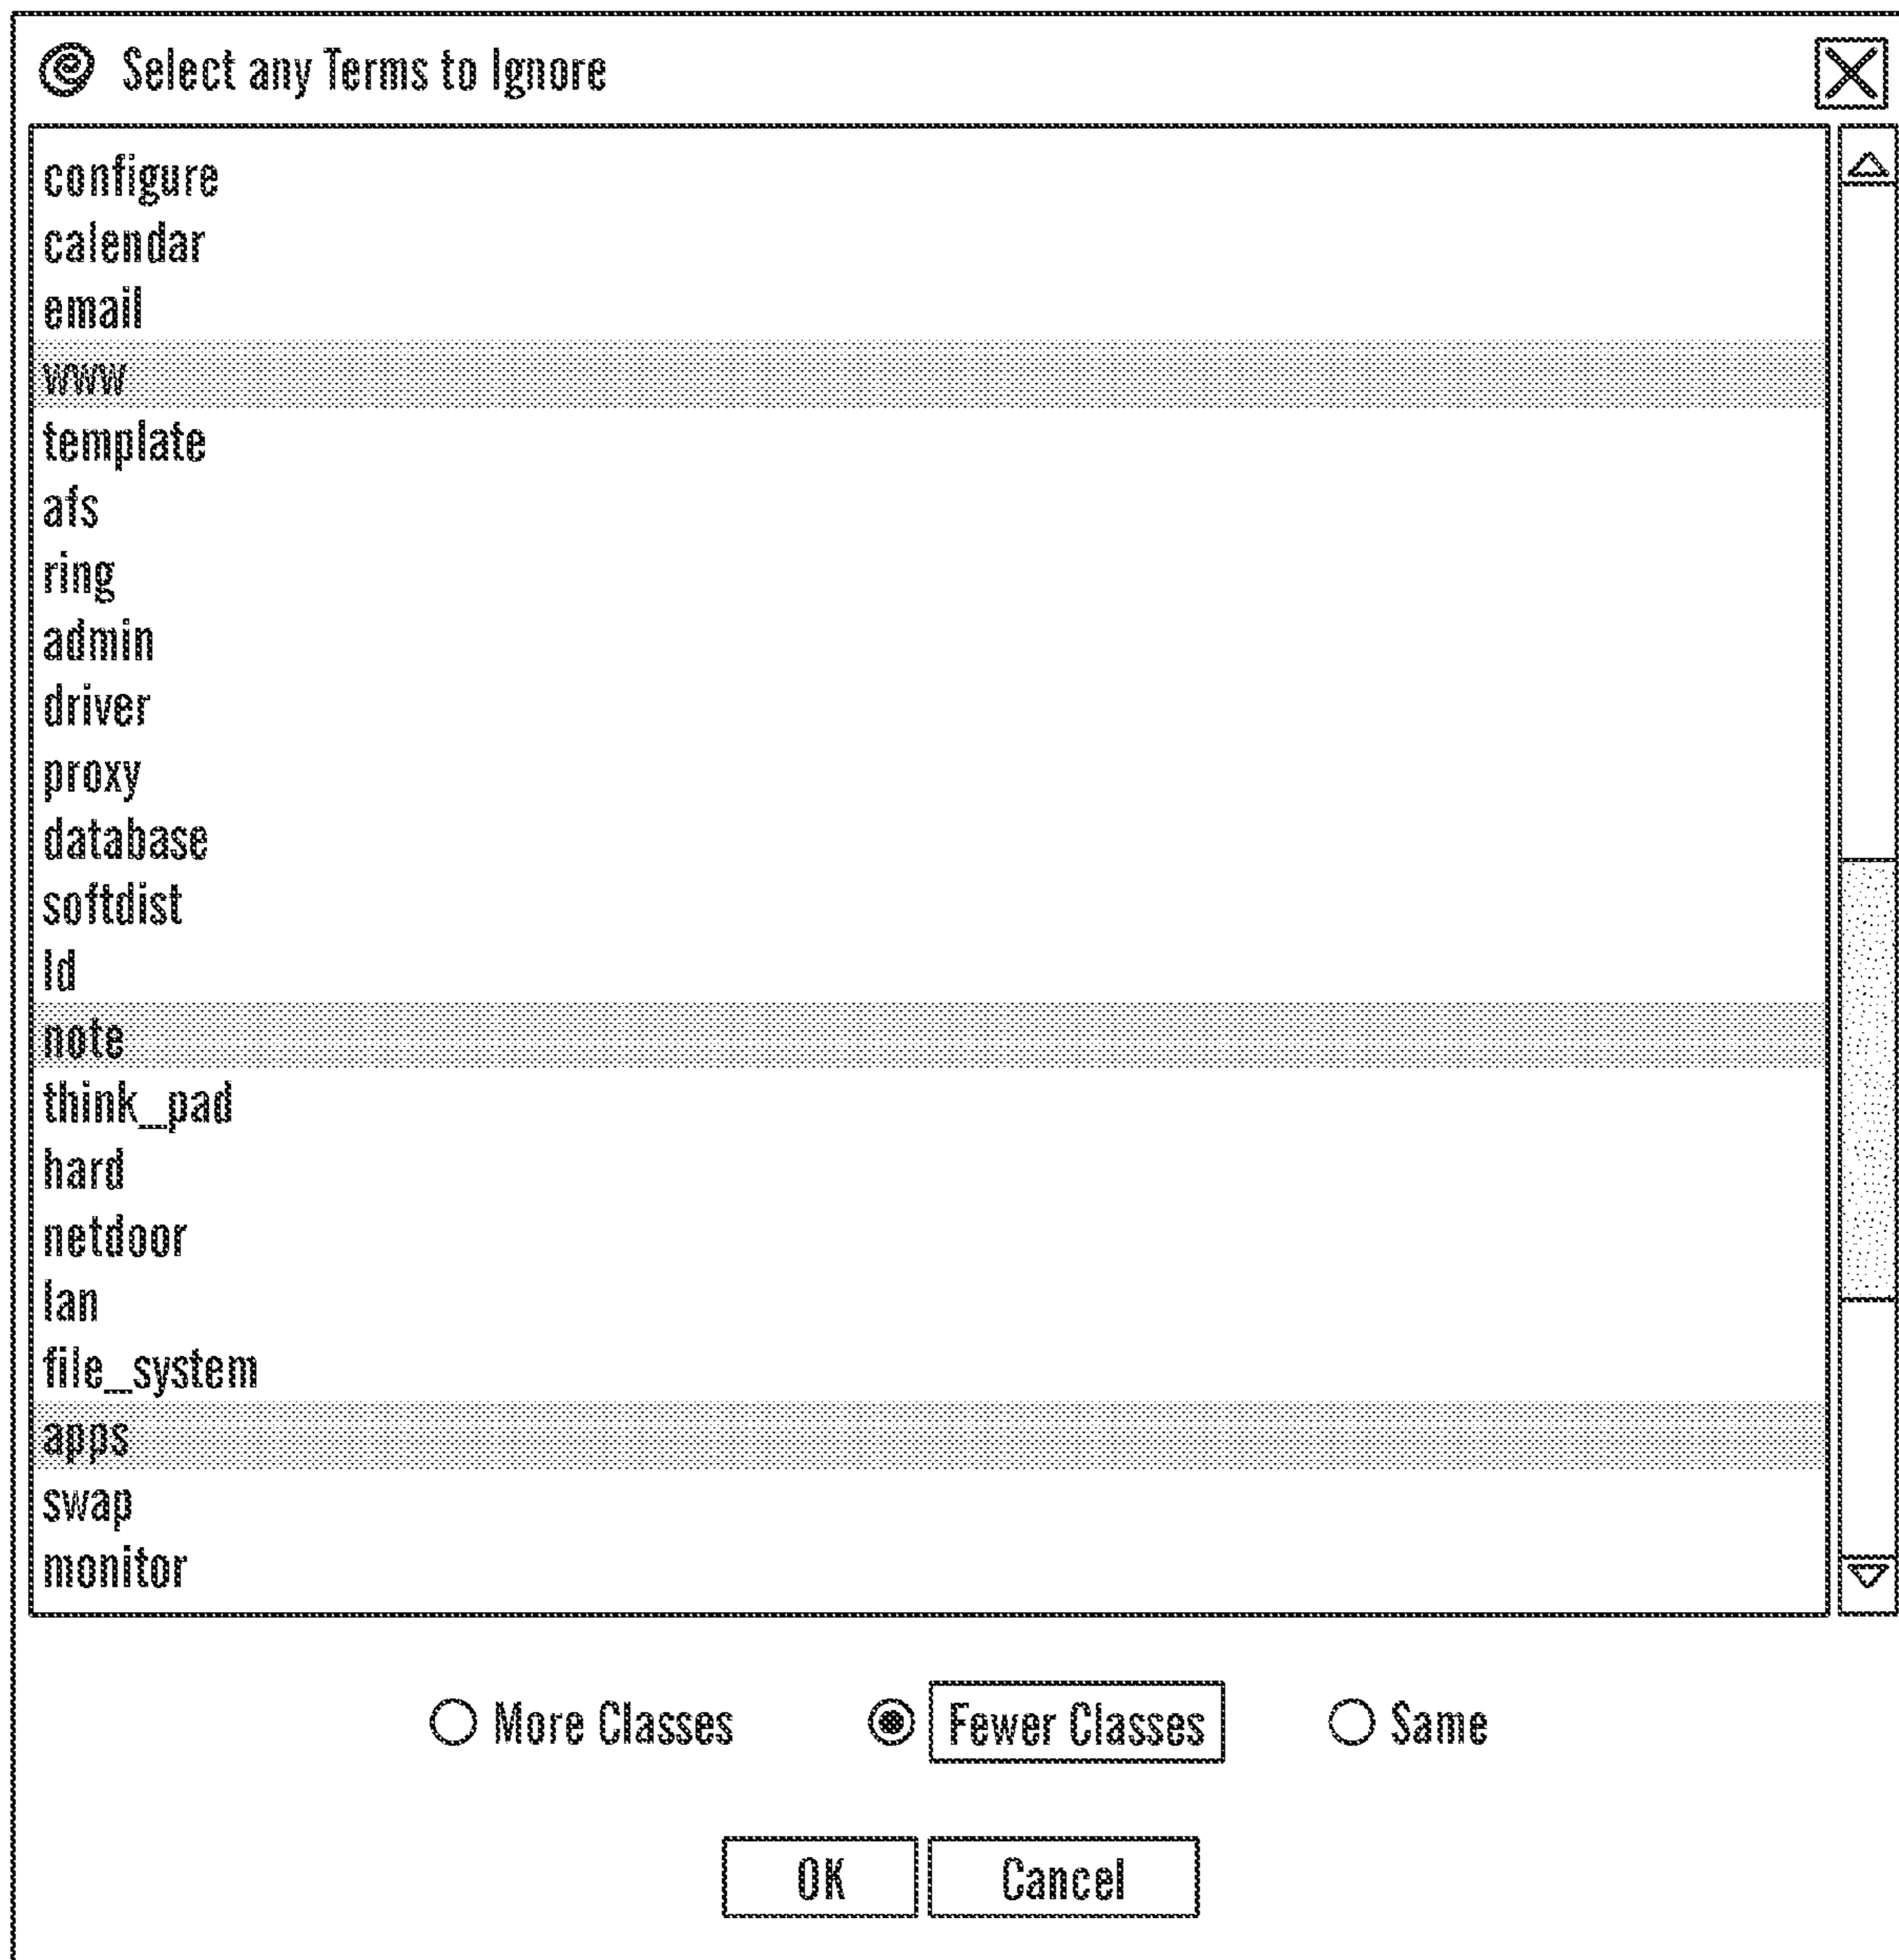 Select any Terms to Ignore
configure
calendar
email
www
template
afs
ring
admin
driver
proxy
database
softdist
ld
note
think_pad
hard
netdoor
lan
file_system
apps
swap
monitor
More Classes Fewer Classes Same
OK Cancel